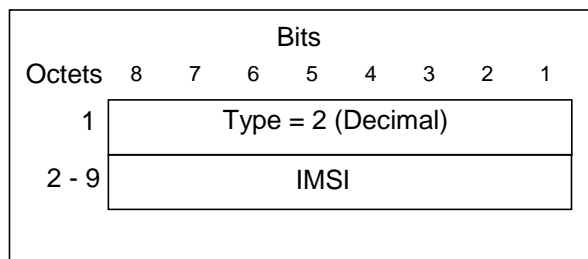 Bits
Octets 8 7 6 5 4 3 2 1
1 Type = 2 (Decimal)
2 - 9 IMSI